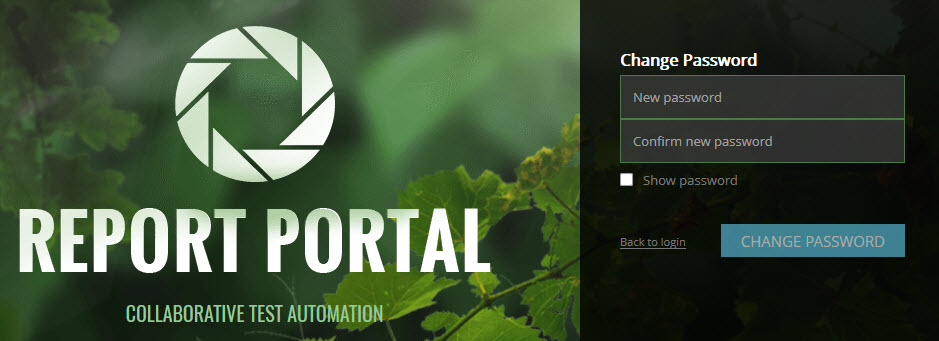 REPORT PORTAL
COLLABORATIVE TEST AUTOMATION
Change Password
New password
Confirm new password
Show password
Back to login
CHANGE PASSWORD